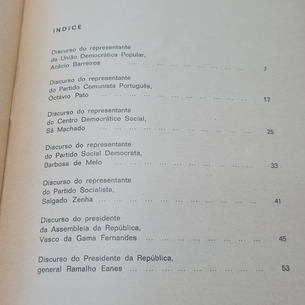 ÍNDICE
Discurso do representante
da União Democrática Popular,
Acácio Barreiros ... ... ... ... ... ... ... ... 7
Discurso do representante
do Partido Comunista Português,
Octávio Pato ... ... ... ... ... ... ... ... 17
Discurso do representante
do Centro Democrático Social,
Sá Machado ... ... ... ... ... ... ... ... 25
Discurso do representante
do Partido Social Democrata,
Barbosa de Melo ... ... ... ... ... ... ... 33
Discurso do representante
do Partido Socialista,
Salgado Zenha ... ... ... ... ... ... ... 41
Discurso do presidente
da Assembleia da República,
Vasco da Gama Fernandes ... ... ... ... ... 45
Discurso do Presidente da República,
general Ramalho Eanes ... ... ... ... ... ... 53